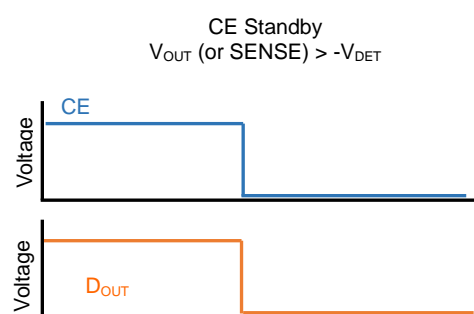 CE Standby
VOUT (or SENSE) > -VDET
CE
Voltage
DOUT
Voltage